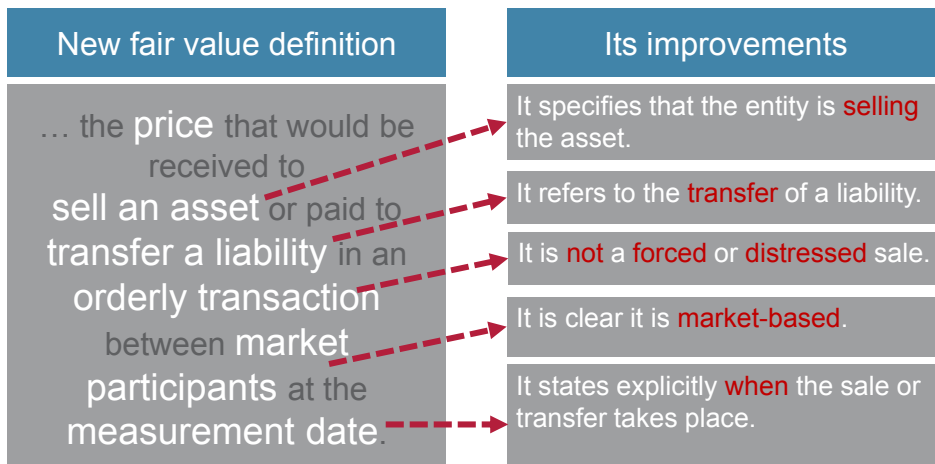 New fair value definition
… the price that would be
received to
sell an asset or paid to
transfer a liability in an
orderly transaction
between market
participants at the
measurement date.
Its improvements
It specifies that the entity is selling
the asset.
It refers to the transfer of a liability.
It is not a forced or distressed sale.
It is clear it is market-based.
It states explicitly when the sale or
transfer takes place.